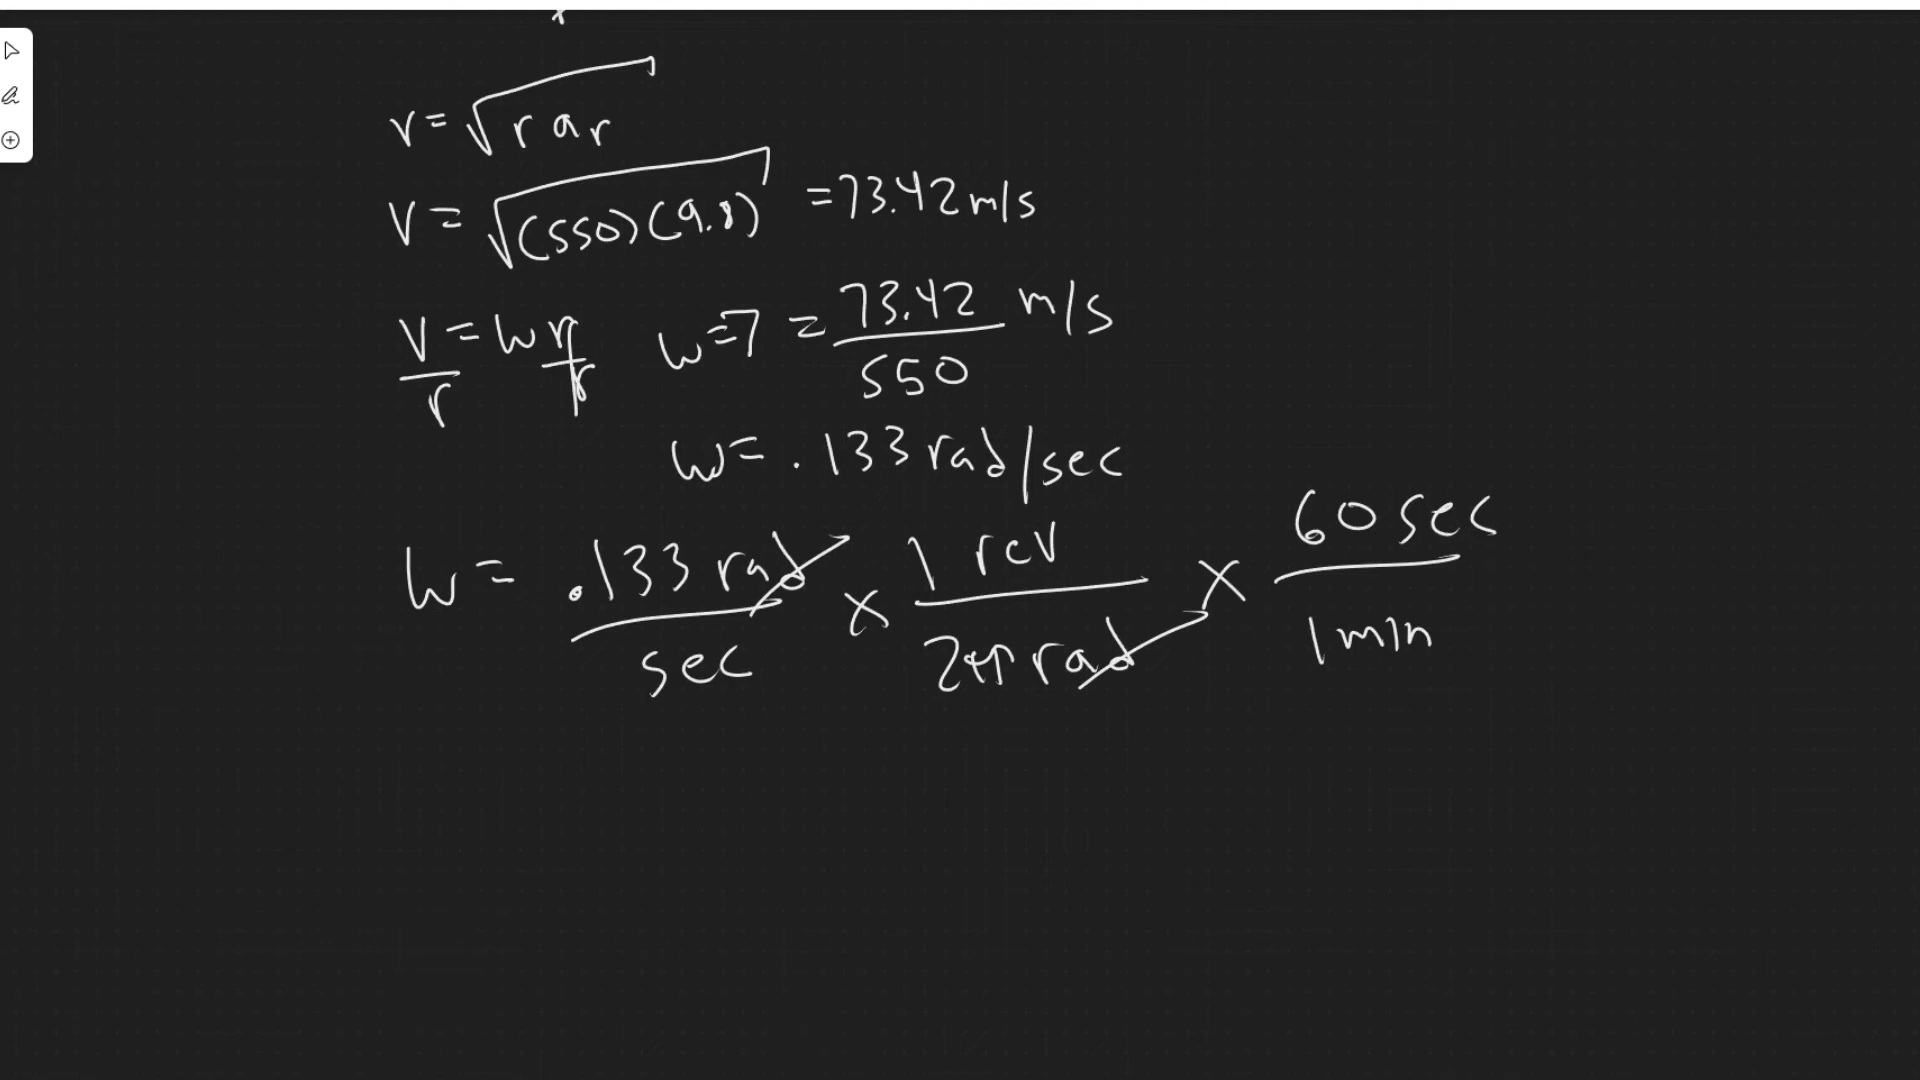 v = √r a_r
v = √(550)(9.8) = 73.42 m/s
v/r = wr/r w = ? = 73.42/550 m/s
w = .133 rad/sec
w = .133 rad/sec x 1 rev/2π rad x 60 sec/1 min